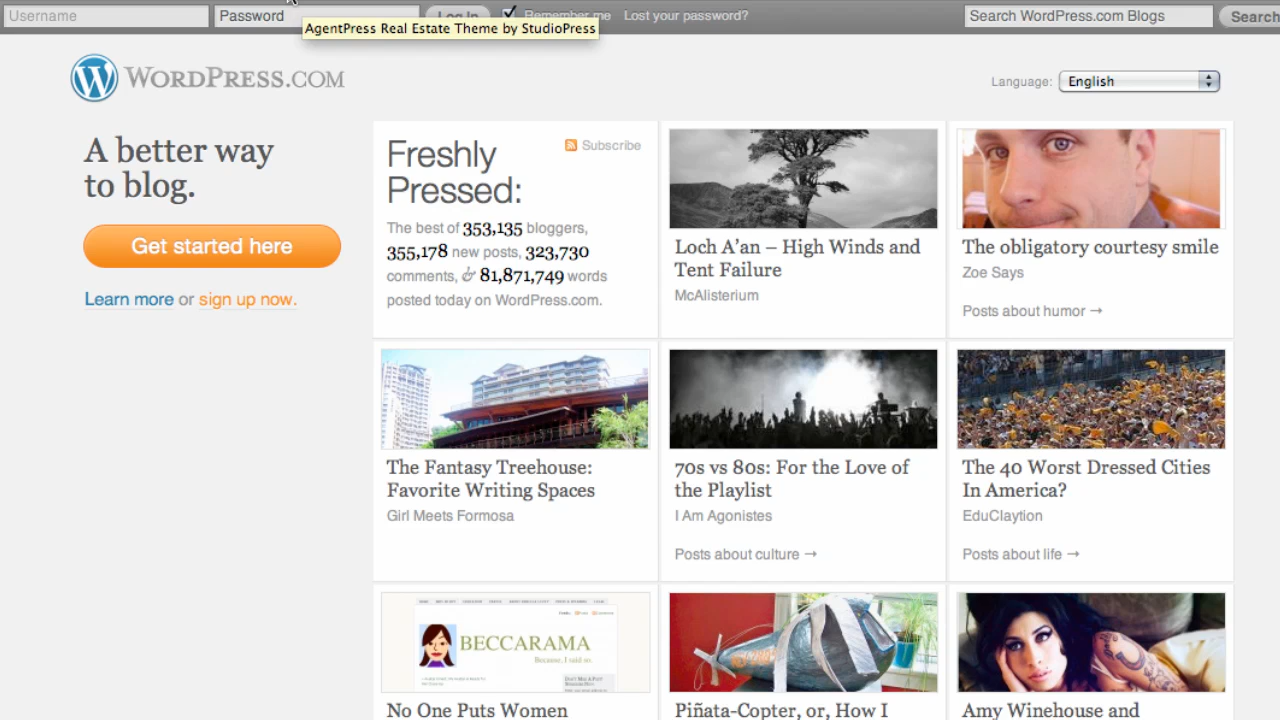 Username
Password
Log In
Remember me
Lost your password?
Search WordPress.com Blogs
Search
AgentPress Real Estate Theme by StudioPress
WORDPRESS.COM
Language:
English
A better way
to blog.
Get started here
Learn more or sign up now.
Freshly
Pressed:
Subscribe
The best of 353,135 bloggers,
355,178 new posts, 323,730
comments, & 81,871,749 words
posted today on WordPress.com.
Loch A’an – High Winds and
Tent Failure
McAlisterium
The obligatory courtesy smile
Zoe Says
Posts about humor →
The Fantasy Treehouse:
Favorite Writing Spaces
Girl Meets Formosa
70s vs 80s: For the Love of
the Playlist
I Am Agonistes
Posts about culture →
The 40 Worst Dressed Cities
In America?
EduClayton
Posts about life →
BECCARAMA
Because, I said so
No One Puts Women
Piñata-Copter, or, How I
Amy Winehouse and